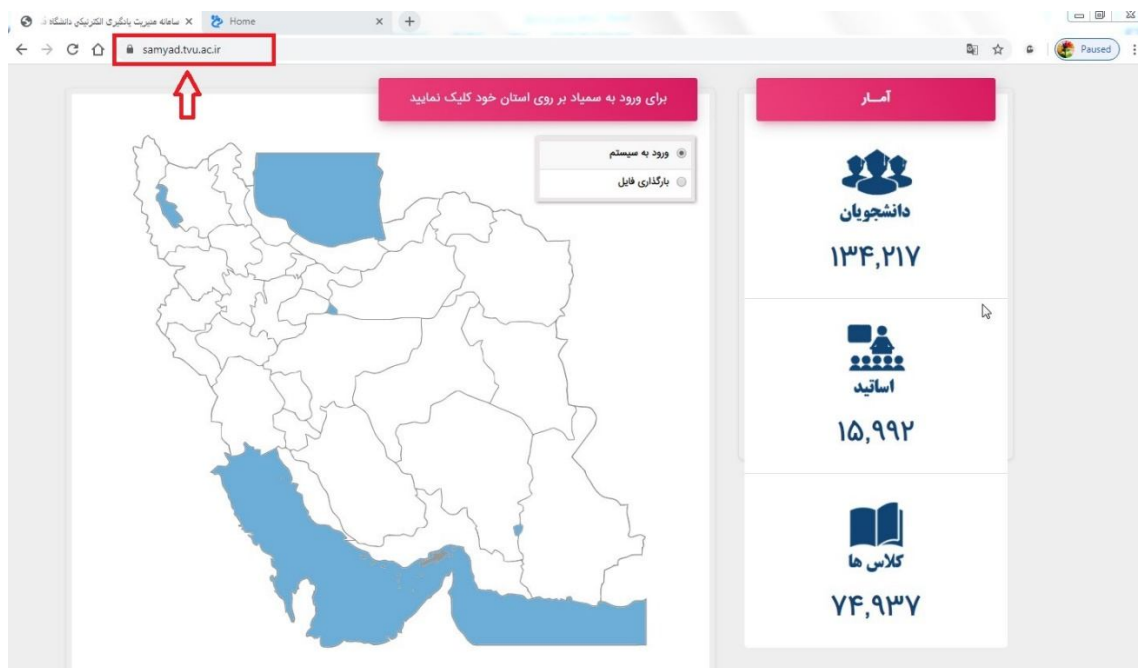 سامانه مدیریت یادگیری الکترونیکی دانشگاه ف
Home
samyad.tvu.ac.ir
Paused
برای ورود به سمیاد بر روی استان خود کلیک نمایید
ورود به سیستم
بارگذاری فایل
آمــار
دانشجویان
۱۳۴,۲۱۷
اساتید
۱۵,۹۹۲
کلاس ها
۷۴,۹۳۷